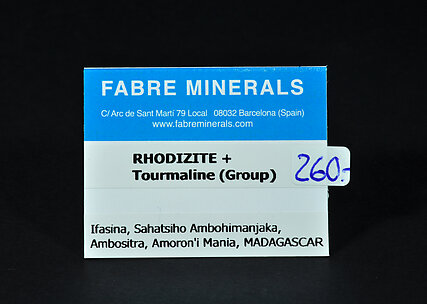 FABRE MINERALS
C/ Arc de Sant Martí 79 Local   08032 Barcelona (Spain)
www.fabreminerals.com
RHODIZITE +
Tourmaline (Group)
260.-
Ifasina, Sahatsiho Ambohimanjaka,
Ambositra, Amoron'i Mania, MADAGASCAR